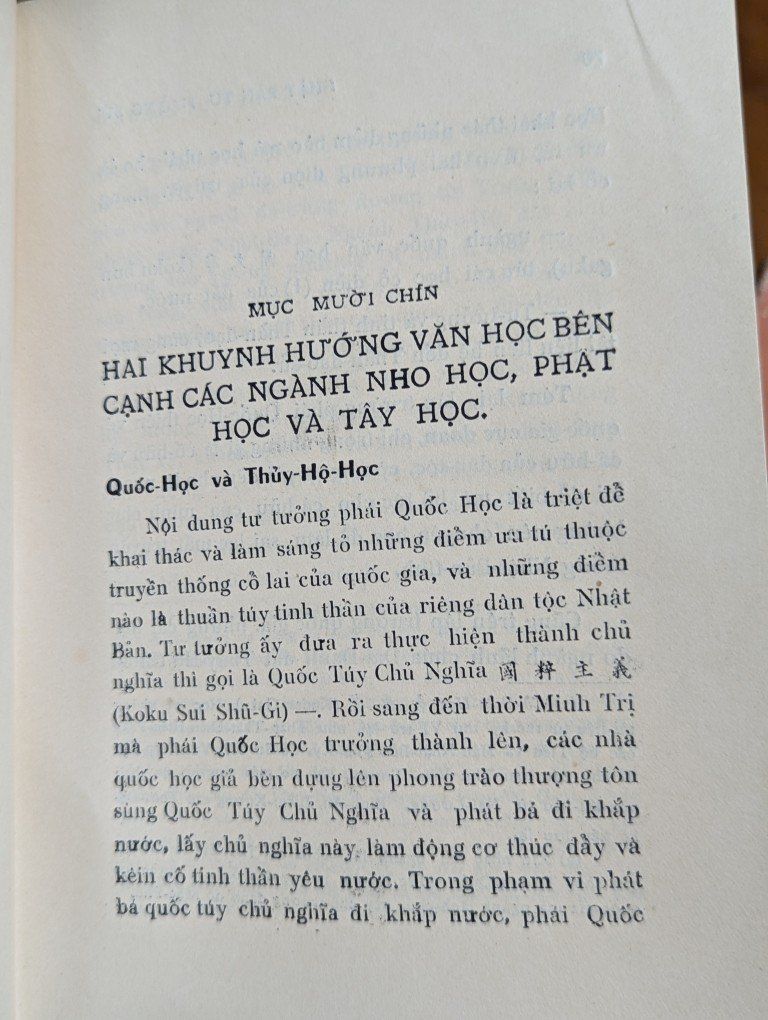 MỤC MƯỜI CHÍN
HAI KHUYNH HƯỚNG VĂN HỌC BÊN
CẠNH CÁC NGÀNH NHO HỌC, PHẬT
HỌC VÀ TÂY HỌC.
Quốc-Học và Thủy-Hộ-Học
Nội dung tư tưởng phái Quốc Học là triệt để
khai thác và làm sáng tỏ những điểm ưu tú thuộc
truyền thống cổ lai của quốc gia, và những điểm
nào là thuần túy tinh thần của riêng dân tộc Nhật
Bản. Tư tưởng ấy đưa ra thực hiện thành chủ
nghĩa thì gọi là Quốc Túy Chủ Nghĩa 國粹主義
(Koku Sui Shũ-Gi) —. Rồi sang đến thời Minh Trị
mà phái Quốc Học trưởng thành lên, các nhà
quốc học giả bèn dựng lên phong trào thượng tôn
sùng Quốc Túy Chủ Nghĩa và phát bá đi khắp
nước, lấy chủ nghĩa này, làm động cơ thúc đẩy và
kèin cố tinh thần yêu nước. Trong phạm vi phát
bá quốc túy chủ nghĩa đi khắp nước, phái Quốc